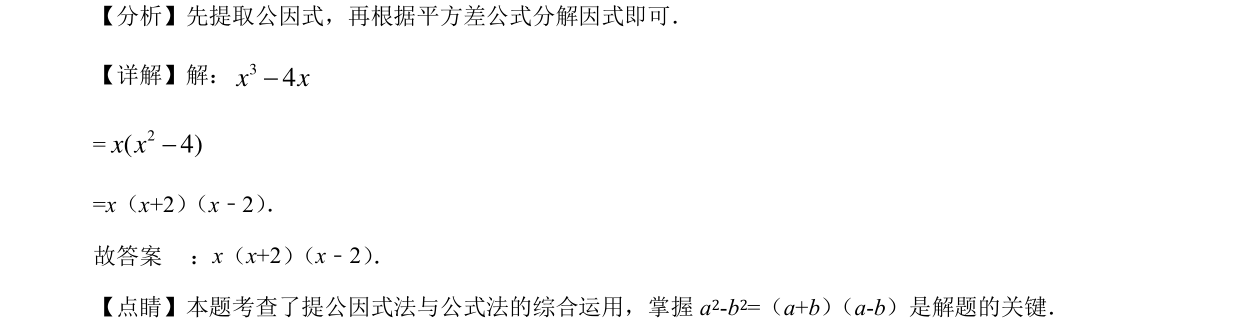 【分析】先提取公因式，再根据平方差公式分解因式即可．
【详解】解：x³－4x
=x(x²－4)
=x（x+2）（x﹣2）．
故答案　：x（x+2）（x﹣2）．
【点睛】本题考查了提公因式法与公式法的综合运用，掌握 a²-b²=（a+b）（a-b）是解题的关键．